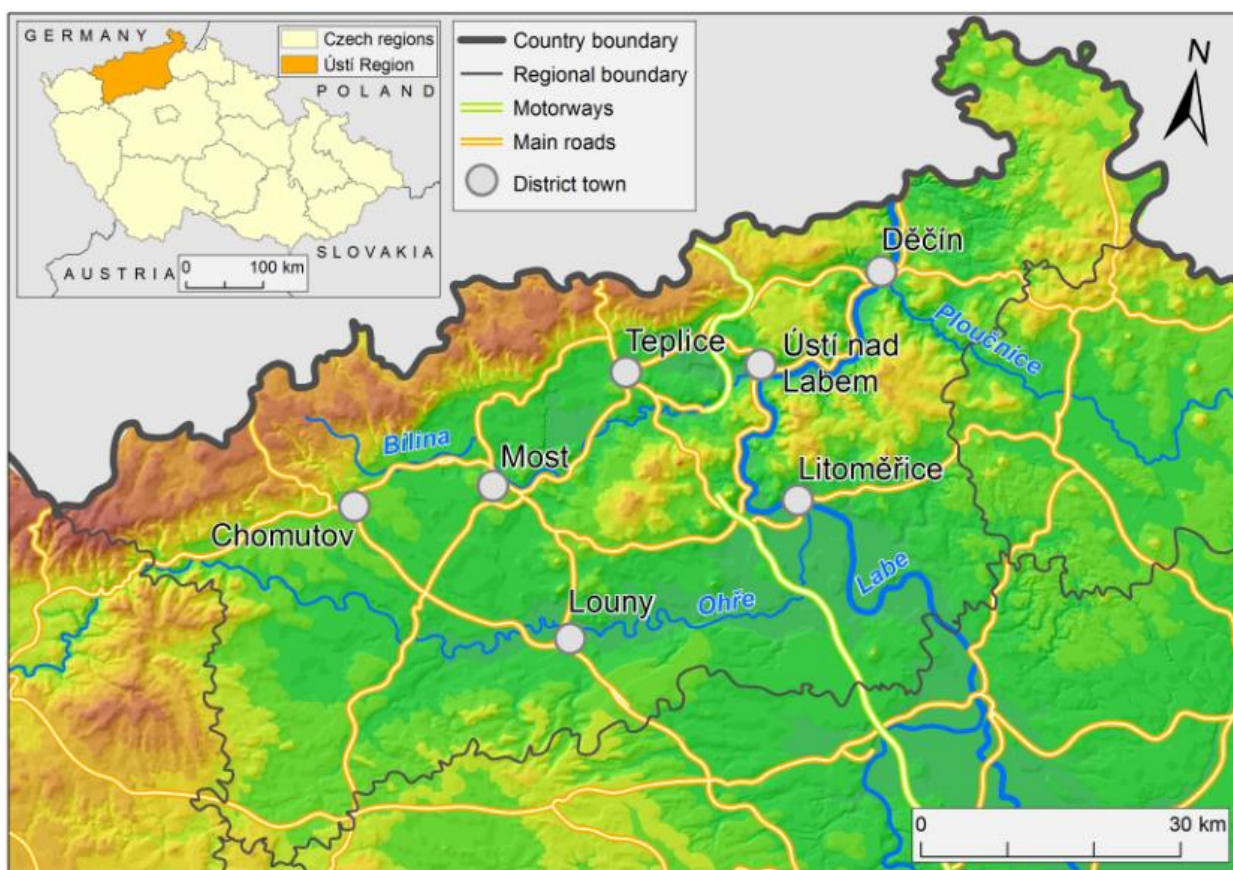 GERMANY
POLAND
SLOVAKIA
AUSTRIA
0 100 km
Czech regions
Ústí Region
Country boundary
Regional boundary
Motorways
Main roads
District town
N
Děčín
Ploučnice
Teplice
Ústí nad
Labem
Bílina
Most
Litoměřice
Chomutov
Labe
Louny
Ohře
0 30 km